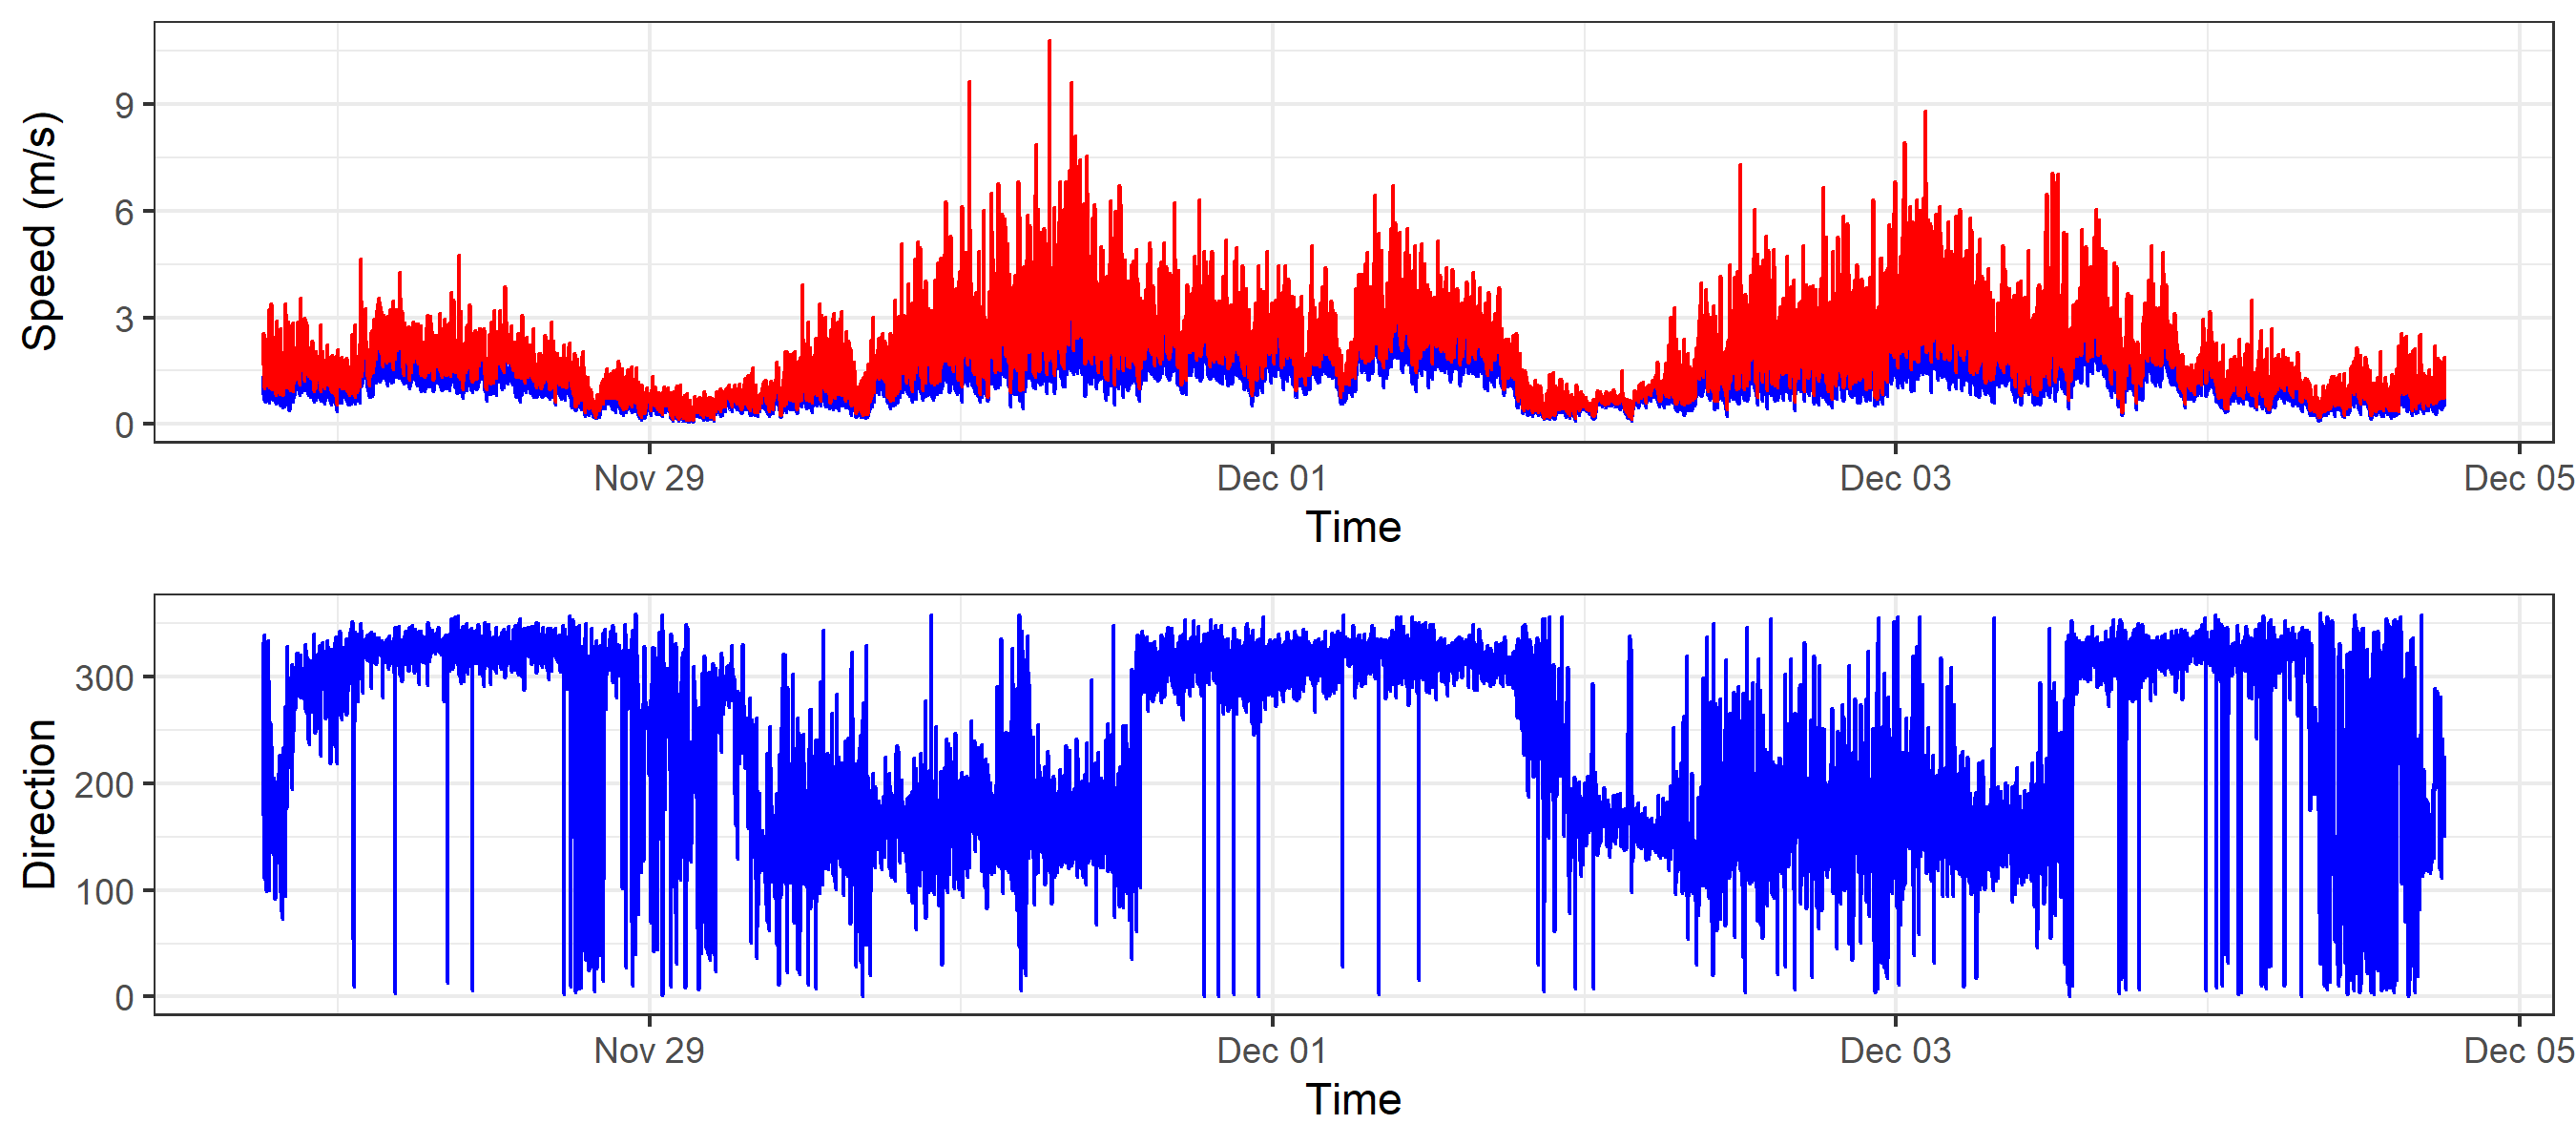 Speed (m/s)
9
6
3
0
Nov 29
Dec 01
Dec 03
Dec 05
Time
Direction
300
200
100
0
Nov 29
Dec 01
Dec 03
Dec 05
Time